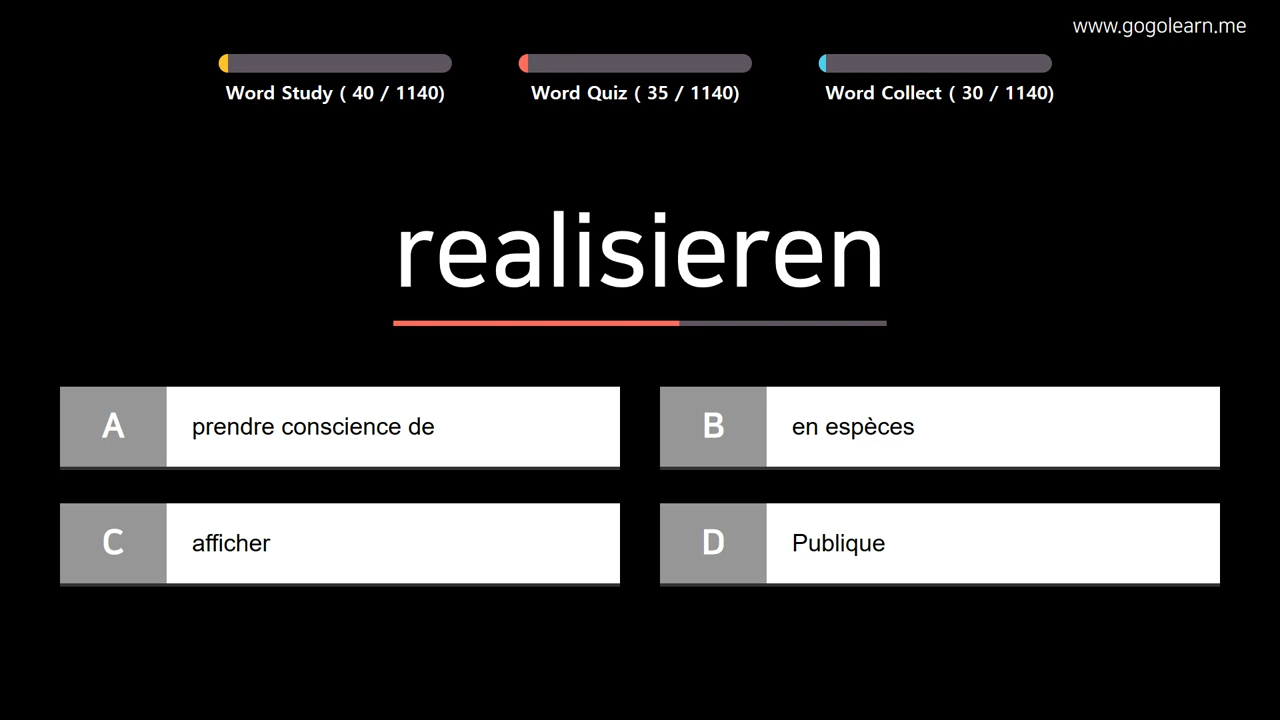 www.gogolearn.me
Word Study ( 40 / 1140)
Word Quiz ( 35 / 1140)
Word Collect ( 30 / 1140)
realisieren
A prendre conscience de
B en espèces
C afficher
D Publique